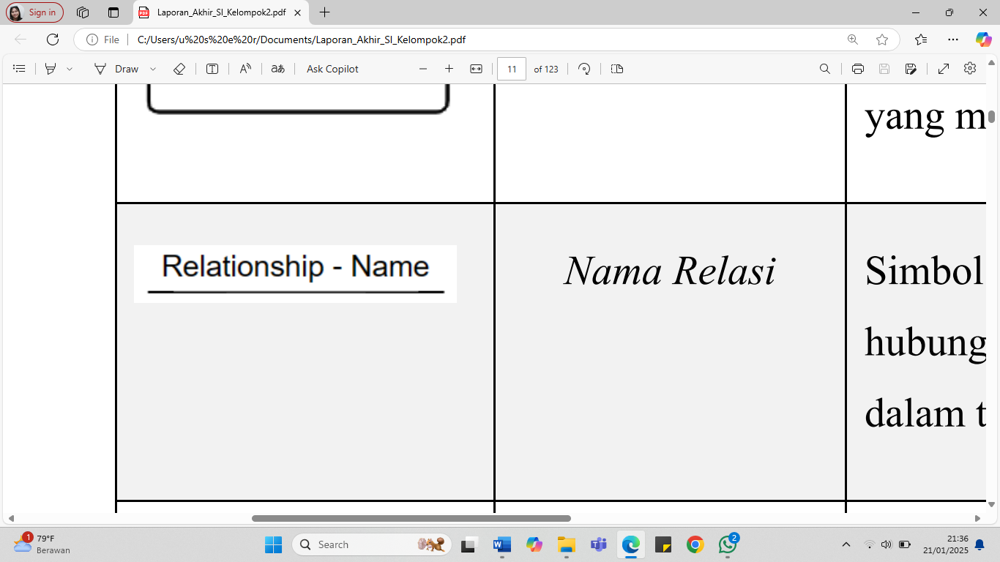 Sign in
Laporan_Akhir_SI_Kelompok2.pdf
File
C:/Users/u%20s%20e%20r/Documents/Laporan_Akhir_SI_Kelompok2.pdf
Draw
Ask Copilot
11
of 123
yang m
Relationship - Name
Nama Relasi
Simbol
hubung
dalam t
1
79°F
Berawan
Search
2
21:36
21/01/2025